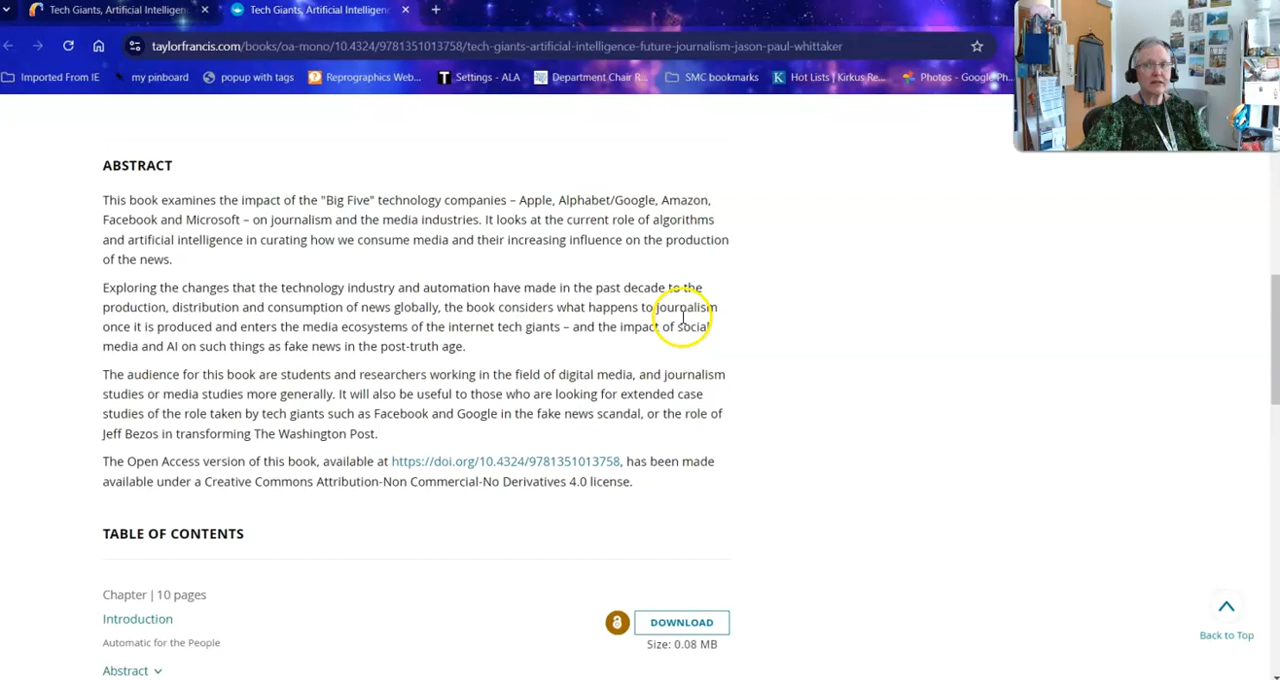 Tech Giants, Artificial Intelligen
Tech Giants, Artificial Intelligenc
taylorfrancis.com/books/oa-mono/10.4324/9781351013758/tech-giants-artificial-intelligence-future-journalism-jason-paul-whittaker
Imported From IE
my pinboard
popup with tags
Reprographics Web...
Settings - ALA
Department Chair R...
SMC bookmarks
Hot Lists | Kirkus Re...
Photos - Google Ph
ABSTRACT
This book examines the impact of the "Big Five" technology companies – Apple, Alphabet/Google, Amazon,
Facebook and Microsoft – on journalism and the media industries. It looks at the current role of algorithms
and artificial intelligence in curating how we consume media and their increasing influence on the production
of the news.
Exploring the changes that the technology industry and automation have made in the past decade to the
production, distribution and consumption of news globally, the book considers what happens to journalism
once it is produced and enters the media ecosystems of the internet tech giants – and the impact of social
media and AI on such things as fake news in the post-truth age.
The audience for this book are students and researchers working in the field of digital media, and journalism
studies or media studies more generally. It will also be useful to those who are looking for extended case
studies of the role taken by tech giants such as Facebook and Google in the fake news scandal, or the role of
Jeff Bezos in transforming The Washington Post.
The Open Access version of this book, available at https://doi.org/10.4324/9781351013758, has been made
available under a Creative Commons Attribution-Non Commercial-No Derivatives 4.0 license.
TABLE OF CONTENTS
Chapter | 10 pages
Introduction
DOWNLOAD
Automatic for the People
Size: 0.08 MB
Abstract
Back to Top